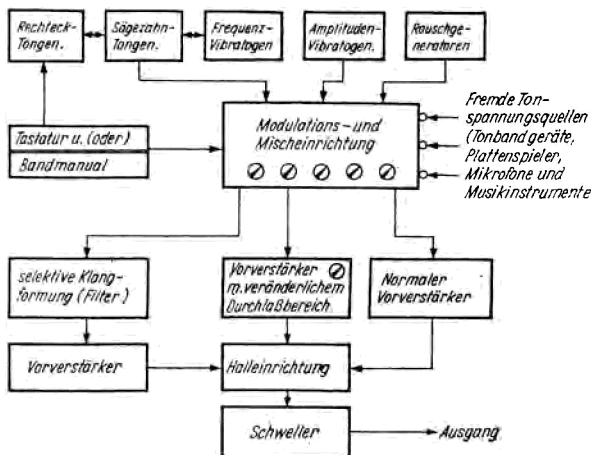 Rechteck-
Tongen.
Sägezahn-
Tongen.
Frequenz-
Vibratogen
Amplituden-
Vibratogen.
Rauschge-
neratoren
Tastatur u. (oder)
Bandmanual
Modulations- und
Mischeinrichtung
Fremde Ton-
spannungsquellen
(Tonbandgeräte,
Plattenspieler,
Mikrofone und
Musikinstrumente
selektive Klang-
formung (Filter)
Vorverstärker
m. veränderlichem
Durchlaßbereich
Normaler
Vorverstärker
Vorverstärker
Halleinrichtung
Schweller
Ausgang